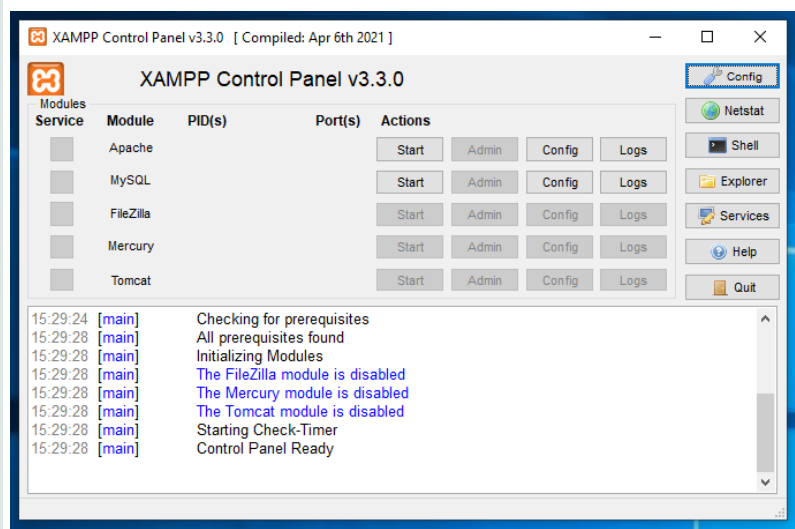 XAMPP Control Panel v3.3.0 [ Compiled: Apr 6th 2021 ]
XAMPP Control Panel v3.3.0
Config
Modules
Service Module PID(s) Port(s) Actions
Netstat
Apache Start Admin Config Logs
Shell
MySQL Start Admin Config Logs
Explorer
FileZilla Start Admin Config Logs
Services
Mercury Start Admin Config Logs
Help
Tomcat Start Admin Config Logs
Quit
15:29:24 [main] Checking for prerequisites
15:29:28 [main] All prerequisites found
15:29:28 [main] Initializing Modules
15:29:28 [main] The FileZilla module is disabled
15:29:28 [main] The Mercury module is disabled
15:29:28 [main] The Tomcat module is disabled
15:29:28 [main] Starting Check-Timer
15:29:28 [main] Control Panel Ready